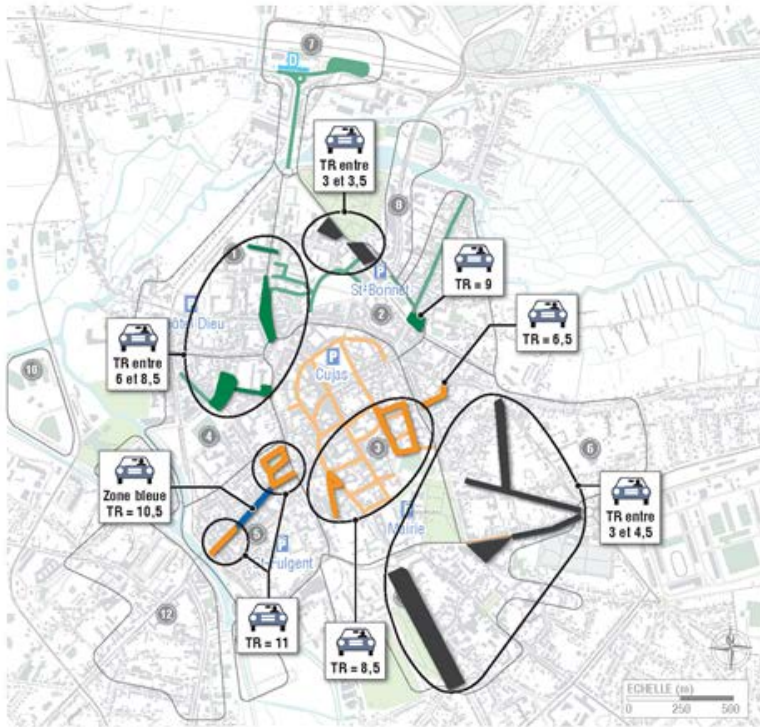 7
D
TR entre
3 et 3,5
8
1
P
St-Bonnet
TR = 9
P
Hôtel Dieu
2
TR = 6,5
TR entre
6 et 8,5
P
Cujas
10
4
3
6
Zone bleue
TR = 10,5
P
Mairie
TR entre
3 et 4,5
5
P
St-Fulgent
12
TR = 11
TR = 8,5
ECHELLE (m)
0 250 500